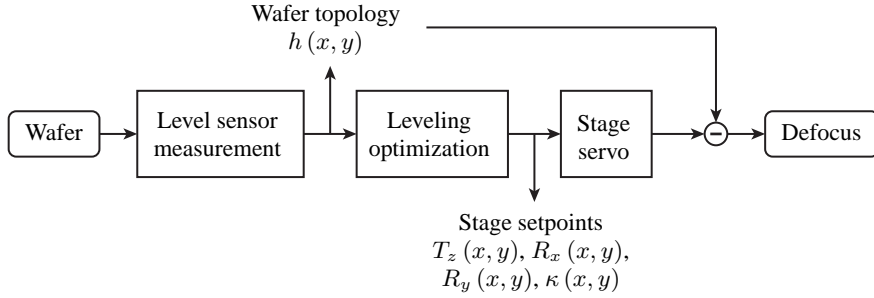 Wafer topology
h (x, y)
Wafer
Level sensor
measurement
Leveling
optimization
Stage
servo
−
Defocus
Stage setpoints
T_z (x, y), R_x (x, y),
R_y (x, y), κ (x, y)